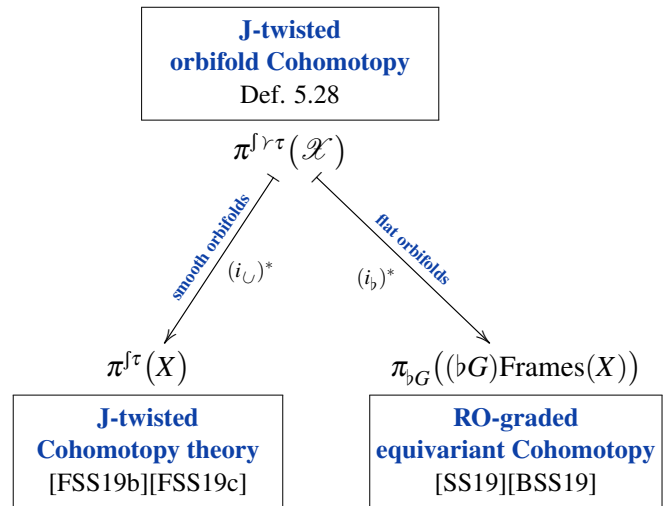 J-twisted
orbifold Cohomotopy
Def. 5.28
π^{ʃ ⋎ τ}(𝒳)
smooth orbifolds
(i_∪)*
(i_♭)*
flat orbifolds
π^{ʃτ}(X)
π_{♭G}((♭G)Frames(X))
J-twisted
Cohomotopy theory
[FSS19b][FSS19c]
RO-graded
equivariant Cohomotopy
[SS19][BSS19]